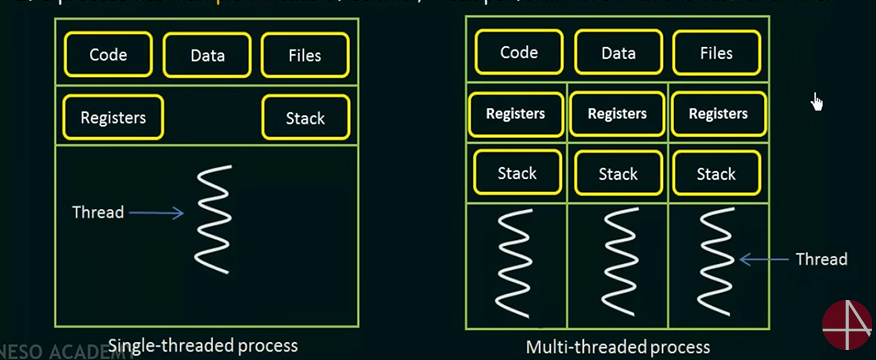 Code Data Files
Registers Stack
Thread
Single-threaded process
Code Data Files
Registers Registers Registers
Stack Stack Stack
Thread
Multi-threaded process
NESO ACADEMY